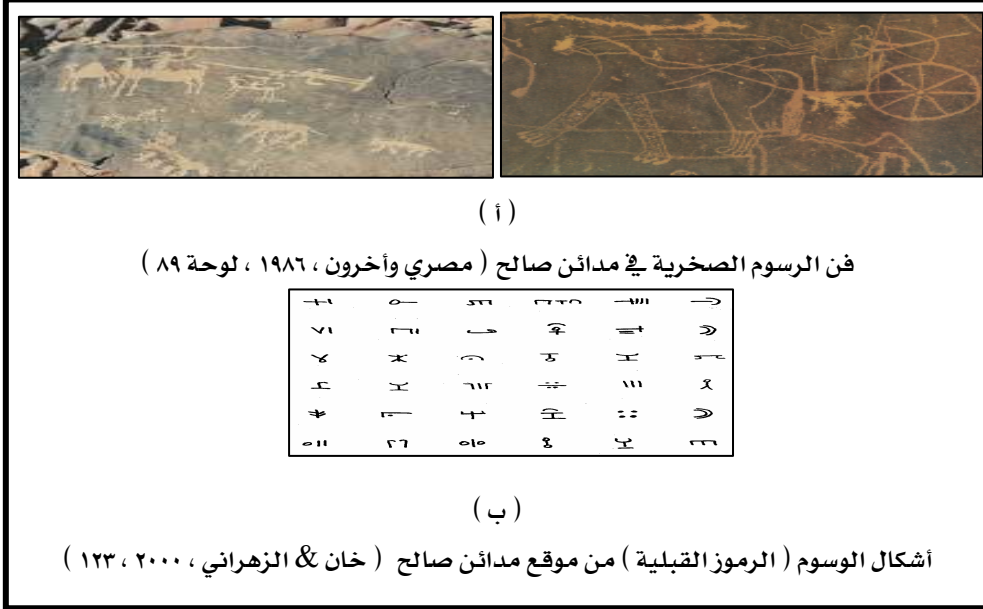 ( أ )
فن الرسوم الصخرية في مدائن صالح ( مصري وأخرون ، ١٩٨٦ ، لوحة ٨٩ )
( ب )
أشكال الوسوم ( الرموز القبلية ) من موقع مدائن صالح ( خان & الزهراني ، ٢٠٠٠ ، ١٢٣ )